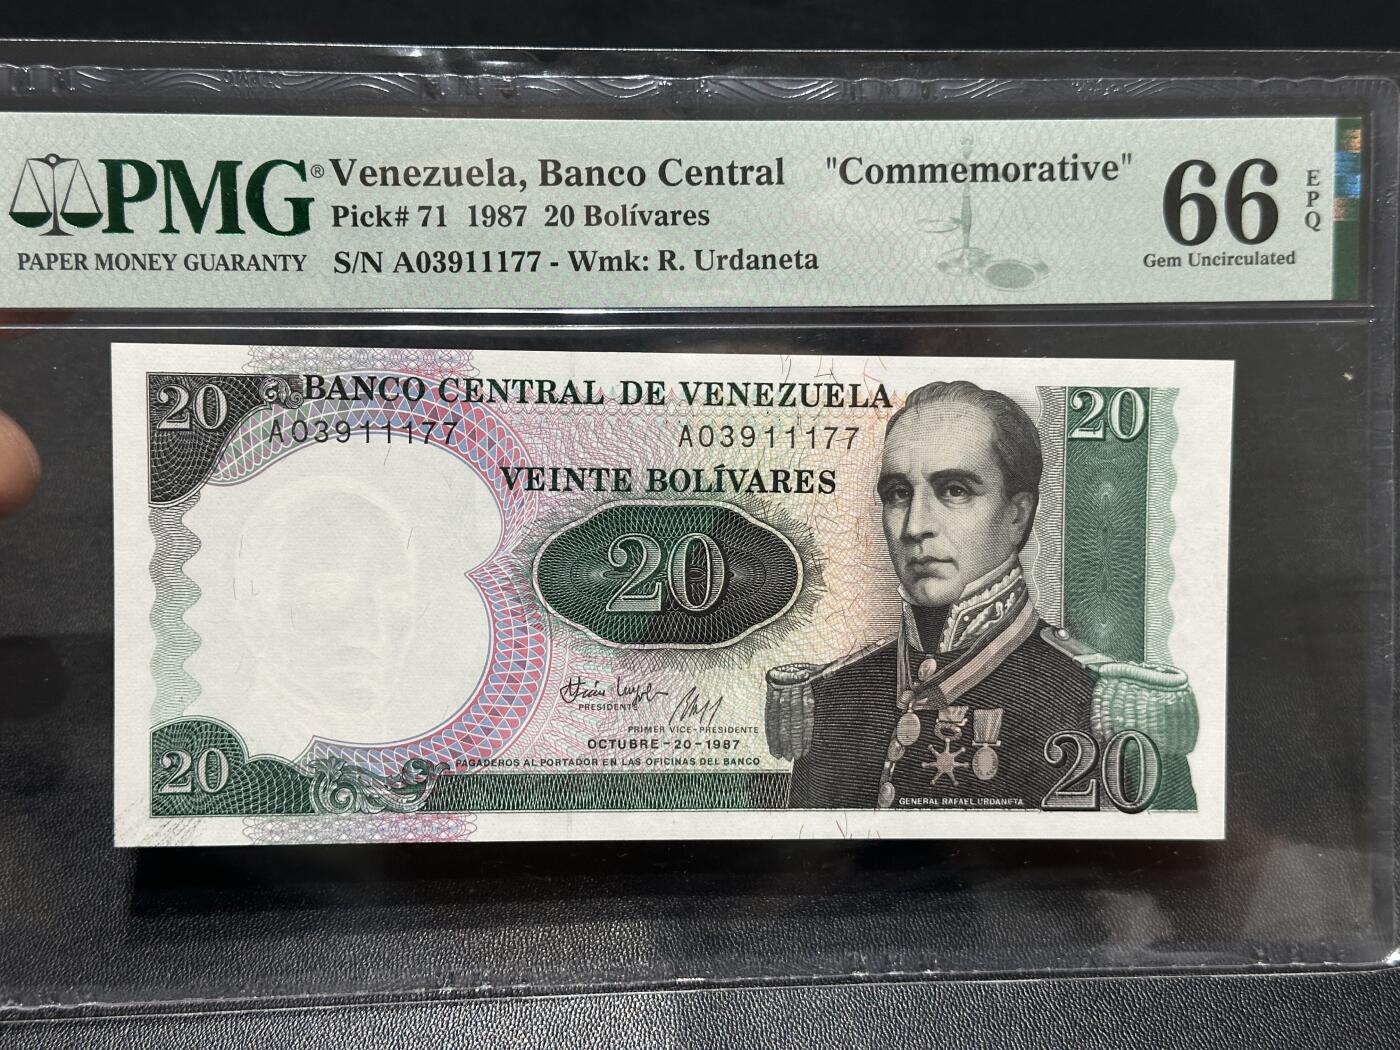 PMG®
PAPER MONEY GUARANTY
Venezuela, Banco Central "Commemorative"
Pick# 71 1987 20 Bolívares
S/N A03911177 - Wmk: R. Urdaneta
66
EPQ
Gem Uncirculated
20 BANCO CENTRAL DE VENEZUELA 20
A03911177 A03911177
VEINTE BOLÍVARES
20
PRESIDENTE
PRIMER VICE-PRESIDENTE
OCTUBRE-20-1987
PAGADEROS AL PORTADOR EN LAS OFICINAS DEL BANCO
20 20
GENERAL RAFAEL URDANETA